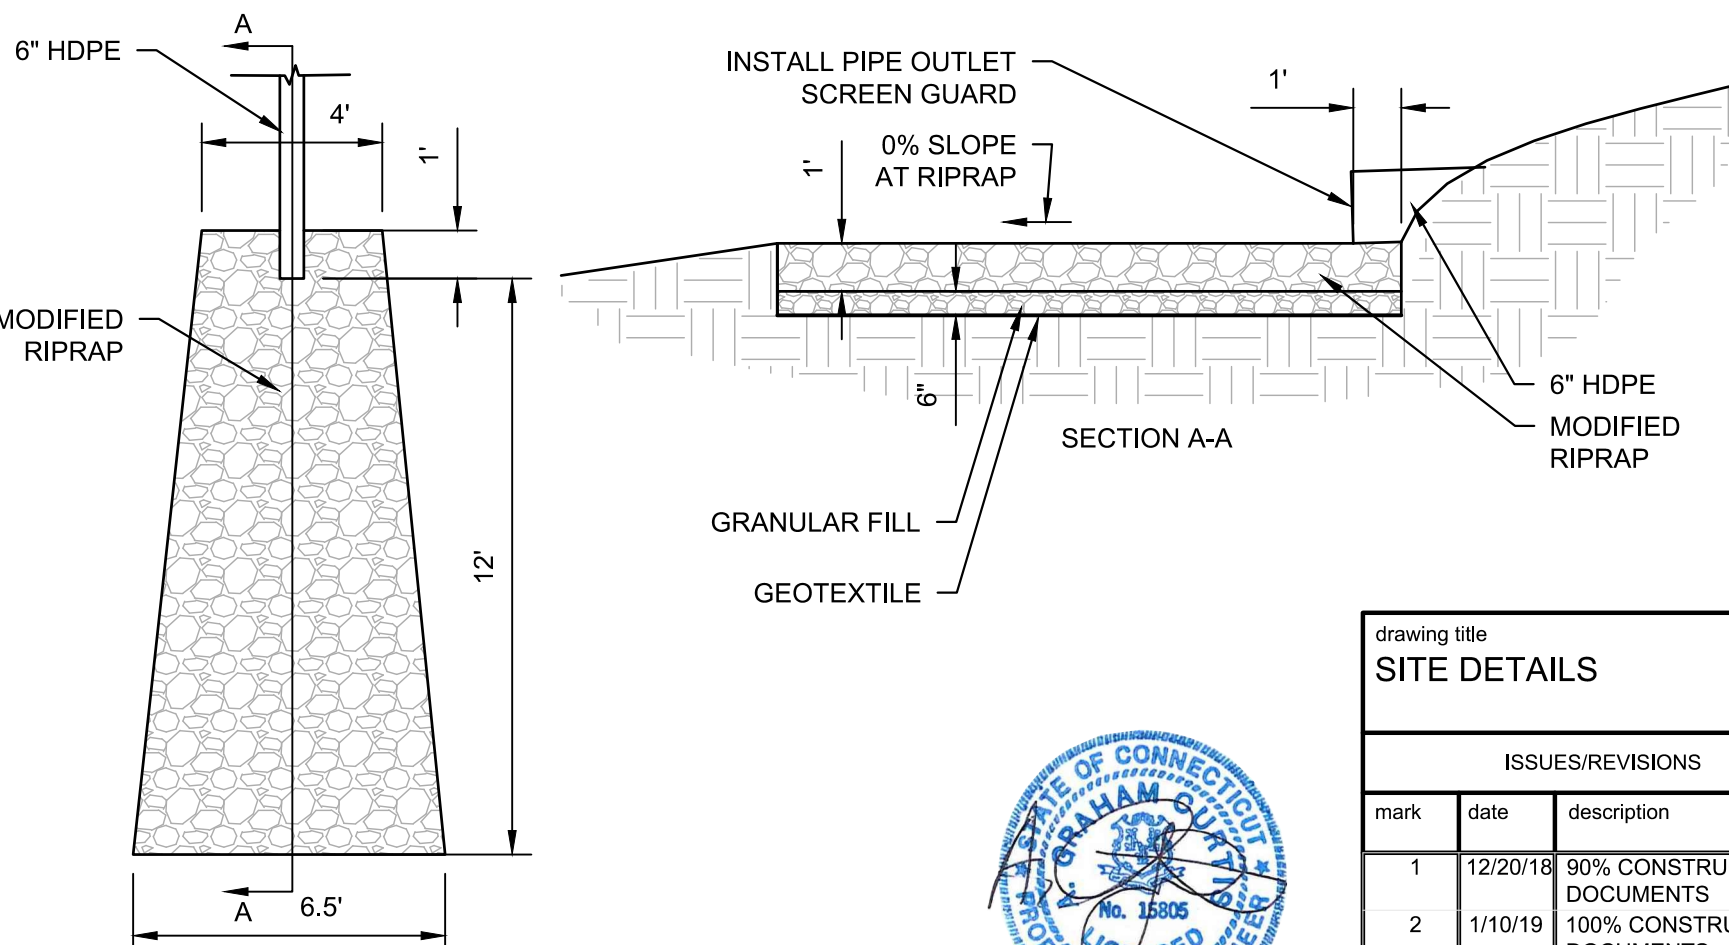 A
6" HDPE
4'
1'
MODIFIED
RIPRAP
12'
A
6.5'
INSTALL PIPE OUTLET
SCREEN GUARD
1'
0% SLOPE
AT RIPRAP
1'
6"
SECTION A-A
6" HDPE
MODIFIED
RIPRAP
GRANULAR FILL
GEOTEXTILE
STATE OF CONNECTICUT
A. GRAHAM CURTIS
No. 15805
drawing title
SITE DETAILS
ISSUES/REVISIONS
mark date description
1 12/20/18 90% CONSTRU
DOCUMENTS
2 1/10/19 100% CONSTRU
DOCUMENTS